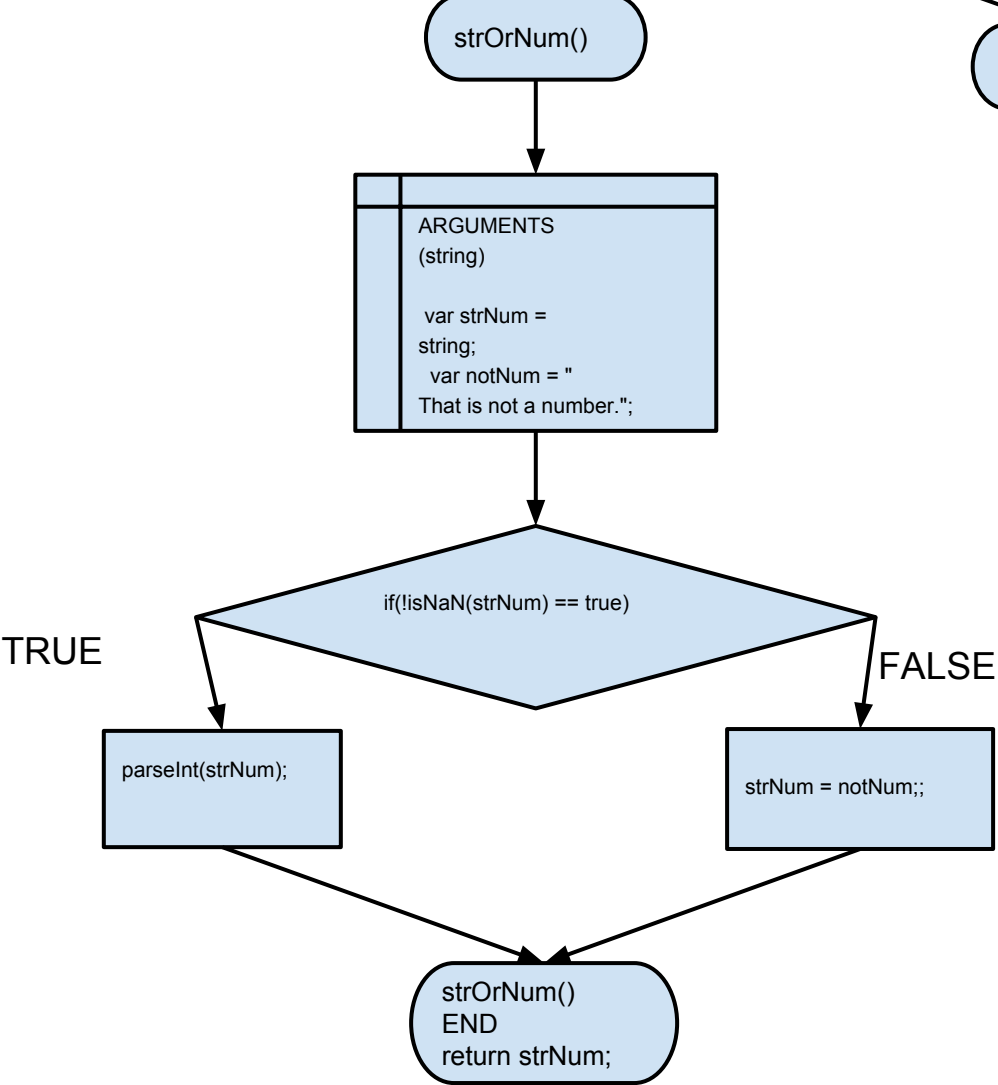 strOrNum()
ARGUMENTS
(string)
var strNum =
string;
var notNum = "
That is not a number.";
if(!isNaN(strNum) == true)
TRUE
FALSE
parseInt(strNum);
strNum = notNum;;
strOrNum()
END
return strNum;